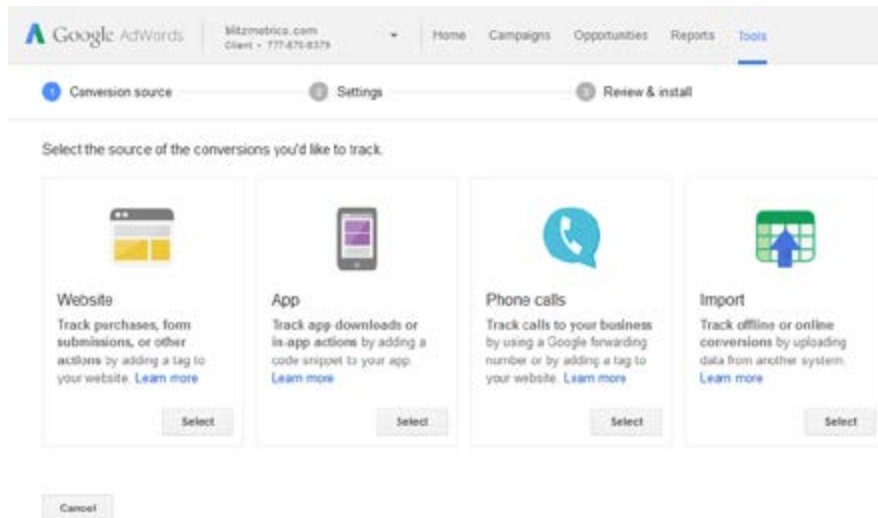 Google AdWords
blitzmetrics.com
Client • 777-670-8379
Home Campaigns Opportunities Reports Tools
1 Conversion source
2 Settings
3 Review & install
Select the source of the conversions you'd like to track.
Website
Track purchases, form
submissions, or other
actions by adding a tag to
your website. Learn more
Select
App
Track app downloads or
in-app actions by adding a
code snippet to your app.
Learn more
Select
Phone calls
Track calls to your business
by using a Google forwarding
number or by adding a tag to
your website. Learn more
Select
Import
Track offline or online
conversions by uploading
data from another system.
Learn more
Select
Cancel